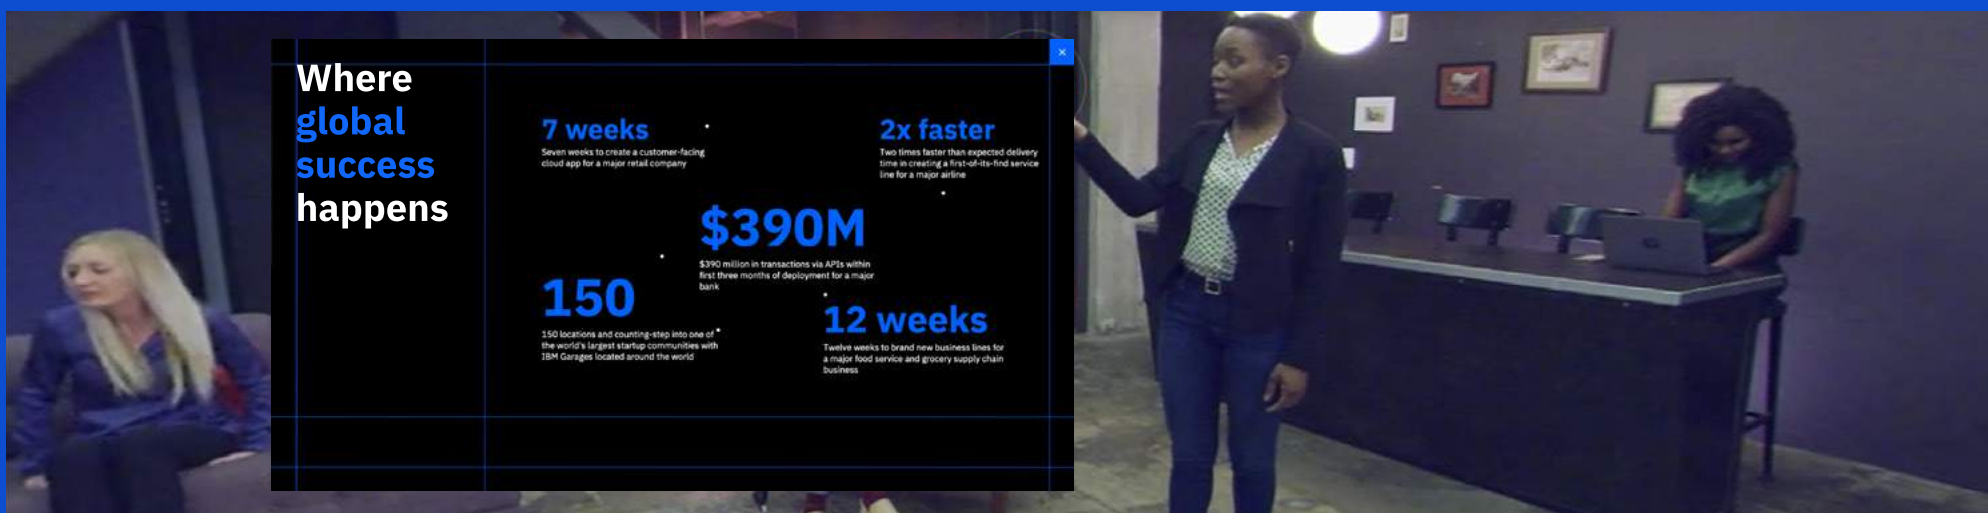 Where
global
success
happens
7 weeks
Seven weeks to create a customer-facing
cloud app for a major retail company
2x faster
Two times faster than expected delivery
time in creating a first-of-its-find service
line for a major airline
$390M
$390 million in transactions via APIs within
first three months of deployment for a major
bank
150
150 locations and counting-step into one of
the world's largest startup communities with
IBM Garages located around the world
12 weeks
Twelve weeks to brand new business lines for
a major food service and grocery supply chain
business